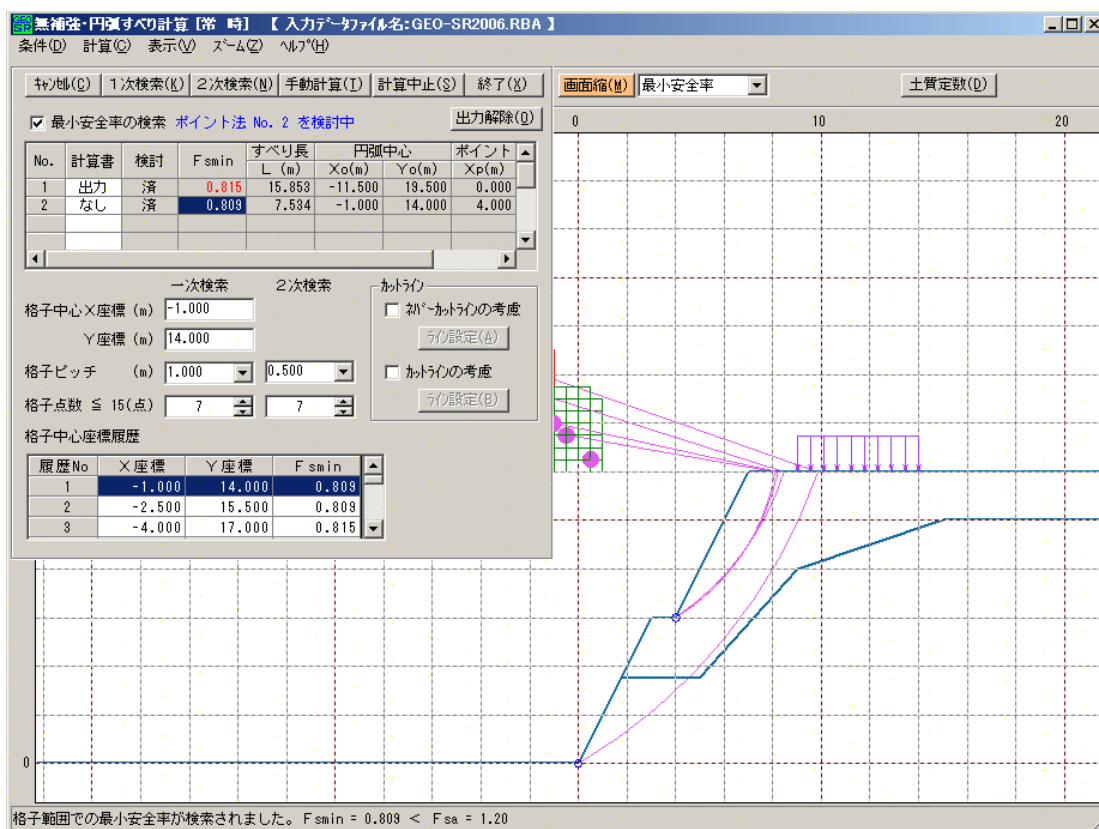 無補強・円弧すべり計算 [常 時] 【 入力ﾃﾞｰﾀﾌｧｲﾙ名:GEO-SR2006.RBA 】
条件(D) 計算(C) 表示(V) ｽﾞｰﾑ(Z) ﾍﾙﾌﾟ(H)
ｷｬﾝｾﾙ(C) 1次検索(K) 2次検索(N) 手動計算(T) 計算中止(S) 終了(X) 画面縮(M) 最小安全率 土質定数(D)
最小安全率の検索 ポイント法 No. 2 を検討中 出力解除(O)
0 10 20
No. 計算書 検討 Fsmin すべり長 L (m) 円弧中心 Xo(m) Yo(m) ポイント Xp(m)
1 出力 済 0.815 15.853 -11.500 19.500 0.000
2 なし 済 0.809 7.534 -1.000 14.000 4.000
一次検索 2次検索 ｶｯﾄﾗｲﾝ
格子中心X座標 (m) -1.000 ﾈﾊﾞｰｶｯﾄﾗｲﾝの考慮
Y座標 (m) 14.000 ﾗｲﾝ設定(A)
格子ピッチ (m) 1.000 0.500 ｶｯﾄﾗｲﾝの考慮
格子点数 ≦ 15(点) 7 7 ﾗｲﾝ設定(B)
格子中心座標履歴
履歴No X座標 Y座標 Fsmin
1 -1.000 14.000 0.809
2 -2.500 15.500 0.809
3 -4.000 17.000 0.815
0
格子範囲での最小安全率が検索されました。Fsmin = 0.809 < Fsa = 1.20